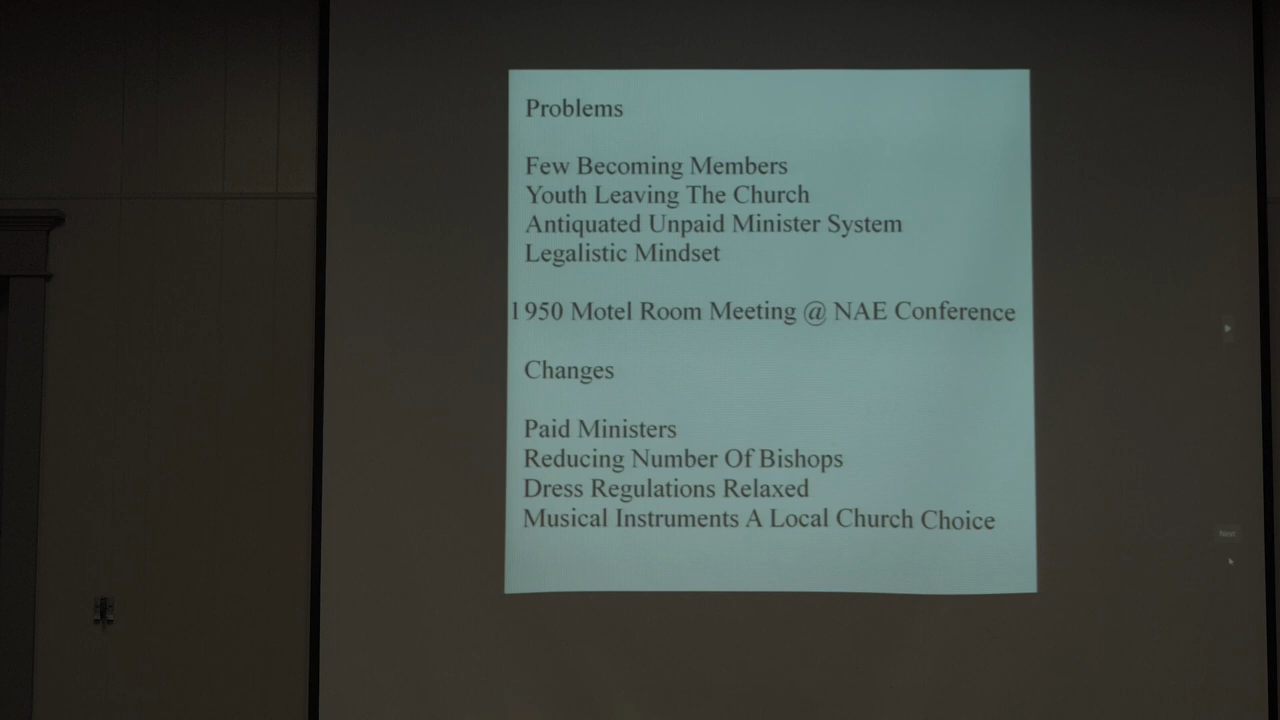 Problems
Few Becoming Members
Youth Leaving The Church
Antiquated Unpaid Minister System
Legalistic Mindset
1950 Motel Room Meeting @ NAE Conference
Changes
Paid Ministers
Reducing Number Of Bishops
Dress Regulations Relaxed
Musical Instruments A Local Church Choice
Next